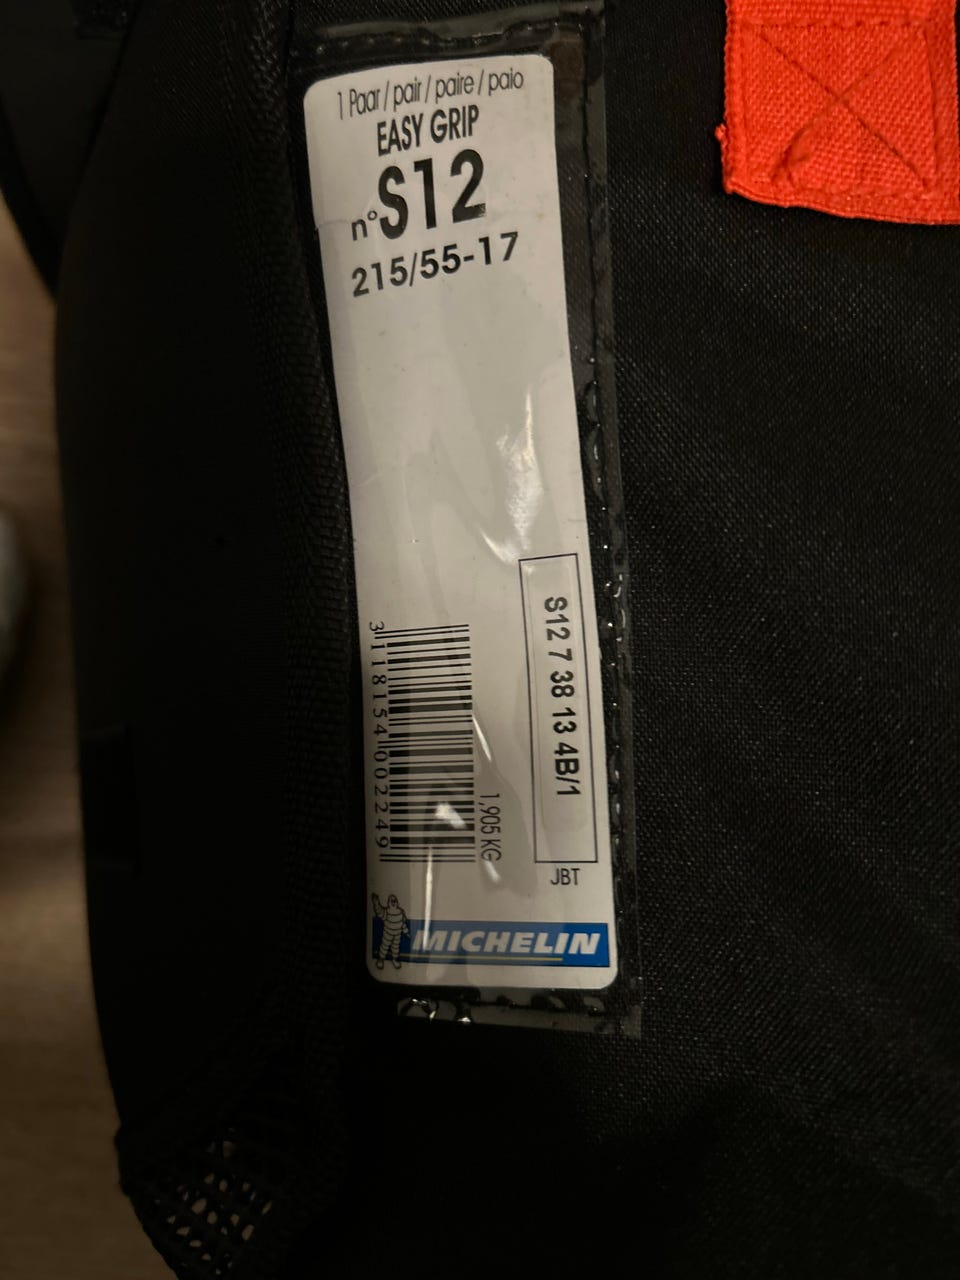 1 Paar / pair / paire / paio
EASY GRIP
n° S12
215/55-17
S12 7 38 13 4B/1
3 118154 002249
1,905 KG
JBT
MICHELIN